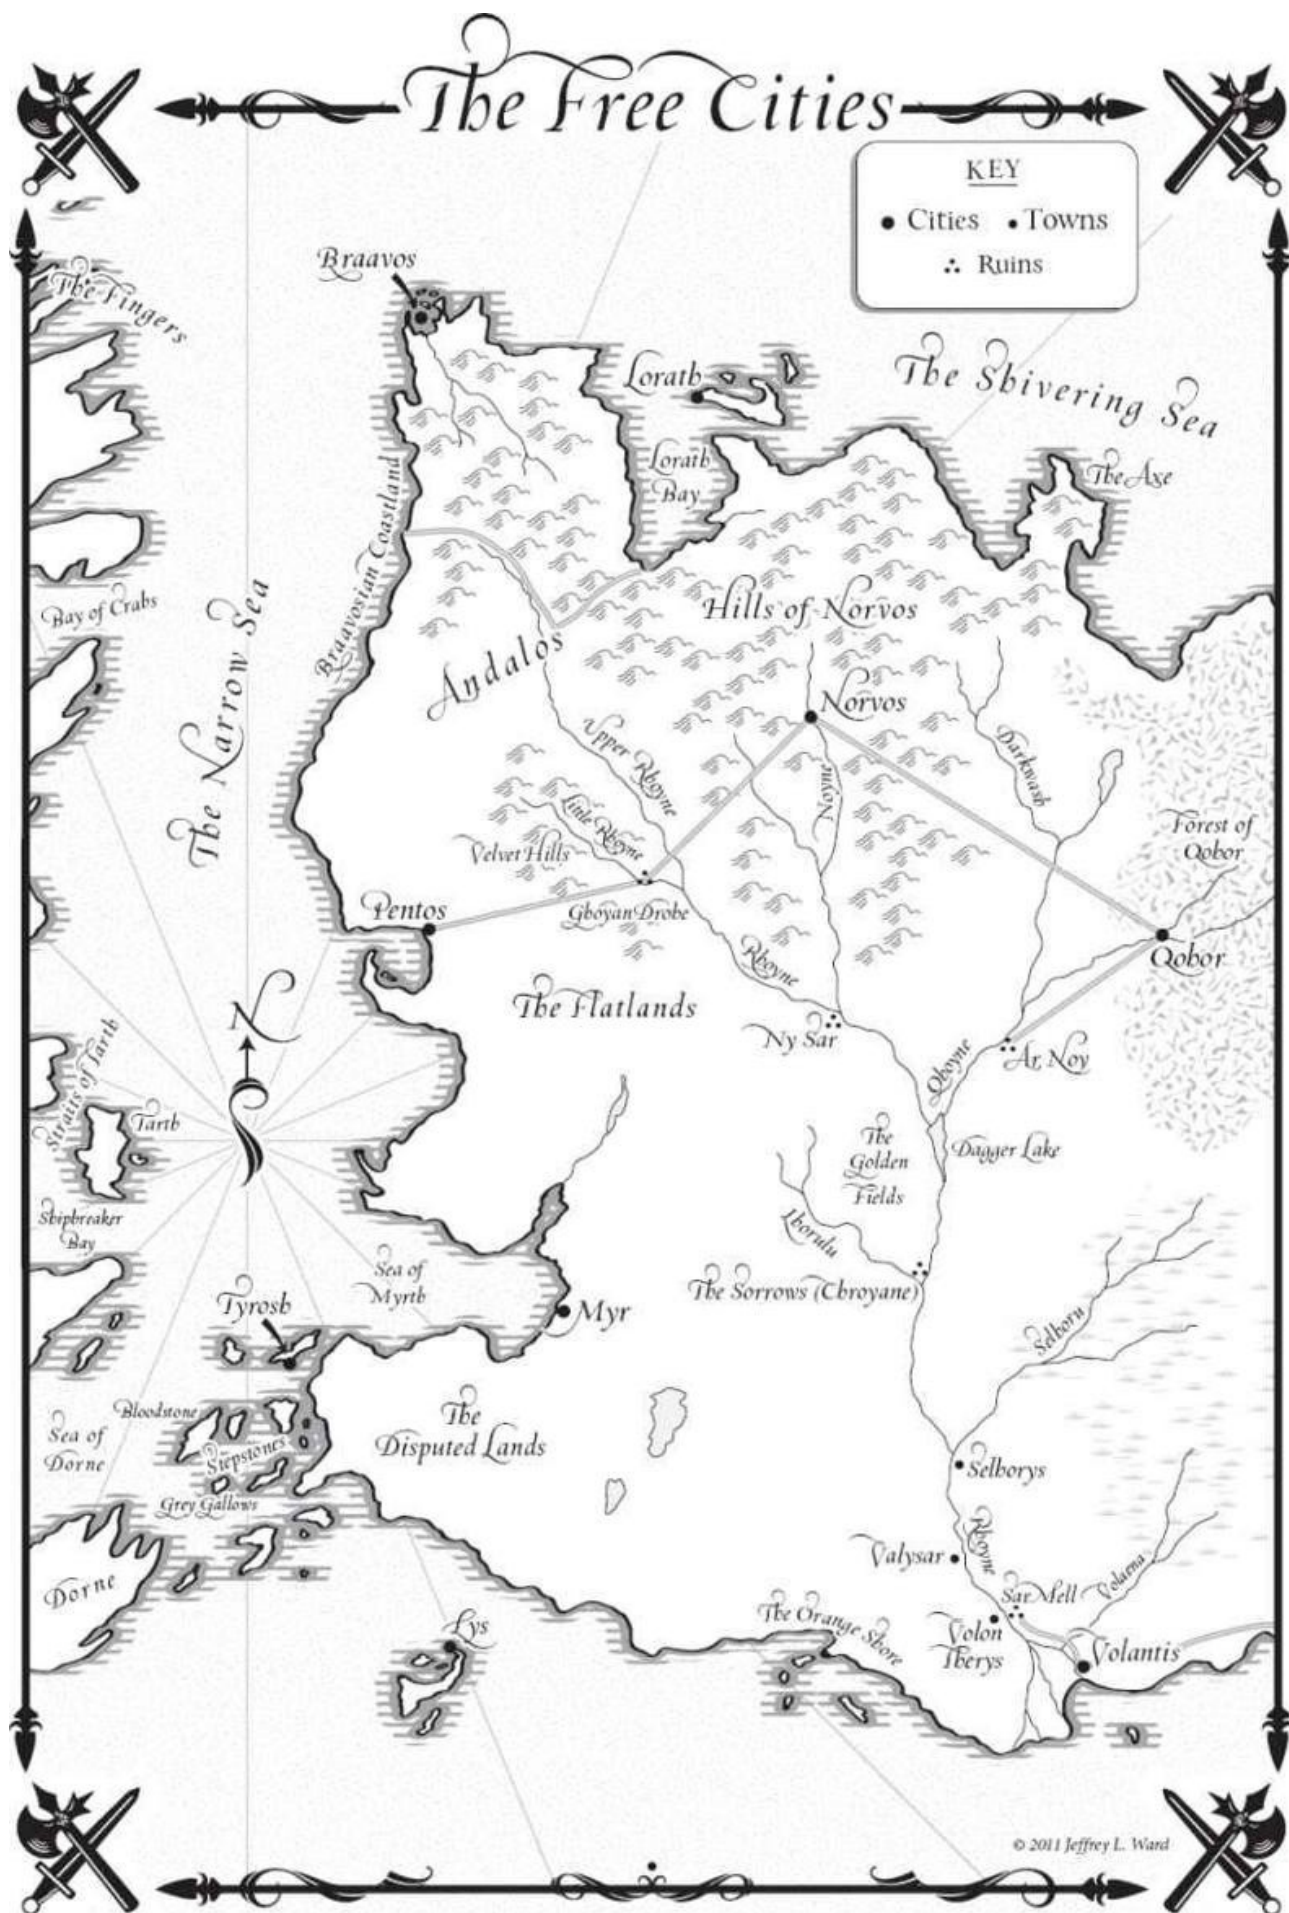 The Free Cities
KEY
Cities
Towns
Ruins
Braavos
The Fingers
Lorath
The Shivering Sea
Lorath
Bay
The Axe
Braavosian Coastland
Bay of Crabs
The Narrow Sea
Hills of Norvos
Andalos
Norvos
Upper Rhoyne
Darkwash
Noyne
Little Rhoyne
Velvet Hills
Forest of
Qohor
Pentos
Ghoyan Drohe
Qohor
Rhoyne
The Flatlands
N
Ny Sar
Ar Noy
Qhoyne
Straits of Tarth
Tarth
The
Golden
Fields
Dagger Lake
Shipbreaker
Bay
Lhorulu
Sea of
Myrth
The Sorrows (Chroyane)
Tyrosh
Myr
Selhoru
Bloodstone
The
Disputed Lands
Sea of
Dorne
Stepstones
Selhorys
Grey Gallows
Rhoyne
Valysar
Volaena
Dorne
Sar Mell
The Orange Shore
Lys
Volon
Therys
Volantis
© 2011 Jeffrey L. Ward